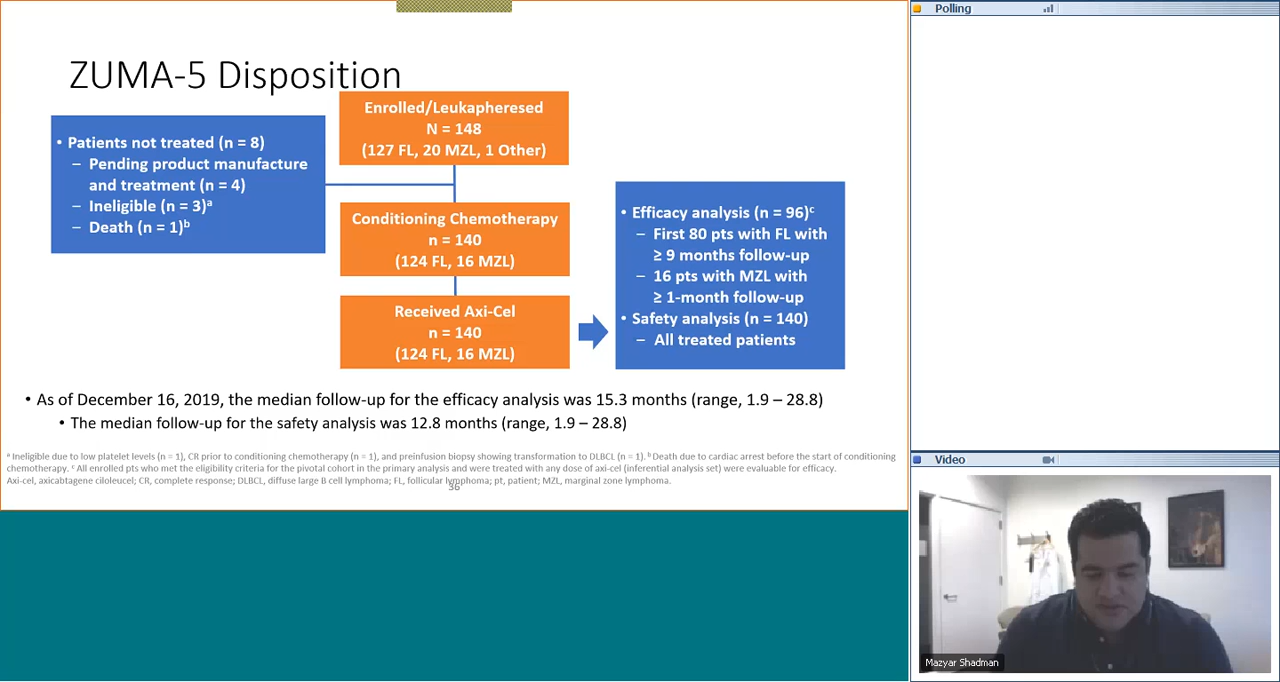 Polling
ZUMA-5 Disposition
Enrolled/Leukapheresed
N = 148
(127 FL, 20 MZL, 1 Other)
• Patients not treated (n = 8)
– Pending product manufacture
and treatment (n = 4)
– Ineligible (n = 3)ᵃ
– Death (n = 1)ᵇ
Conditioning Chemotherapy
n = 140
(124 FL, 16 MZL)
Received Axi-Cel
n = 140
(124 FL, 16 MZL)
• Efficacy analysis (n = 96)ᶜ
– First 80 pts with FL with
≥ 9 months follow-up
– 16 pts with MZL with
≥ 1-month follow-up
• Safety analysis (n = 140)
– All treated patients
• As of December 16, 2019, the median follow-up for the efficacy analysis was 15.3 months (range, 1.9 – 28.8)
• The median follow-up for the safety analysis was 12.8 months (range, 1.9 – 28.8)
ᵃ Ineligible due to low platelet levels (n = 1), CR prior to conditioning chemotherapy (n = 1), and preinfusion biopsy showing transformation to DLBCL (n = 1). ᵇ Death due to cardiac arrest before the start of conditioning
chemotherapy. ᶜ All enrolled pts who met the eligibility criteria for the pivotal cohort in the primary analysis and were treated with any dose of axi-cel (inferential analysis set) were evaluable for efficacy.
Axi-cel, axicabtagene ciloleucel; CR, complete response; DLBCL, diffuse large B cell lymphoma; FL, follicular lymphoma; pt, patient; MZL, marginal zone lymphoma.
36
Video
Mazyar Shadman